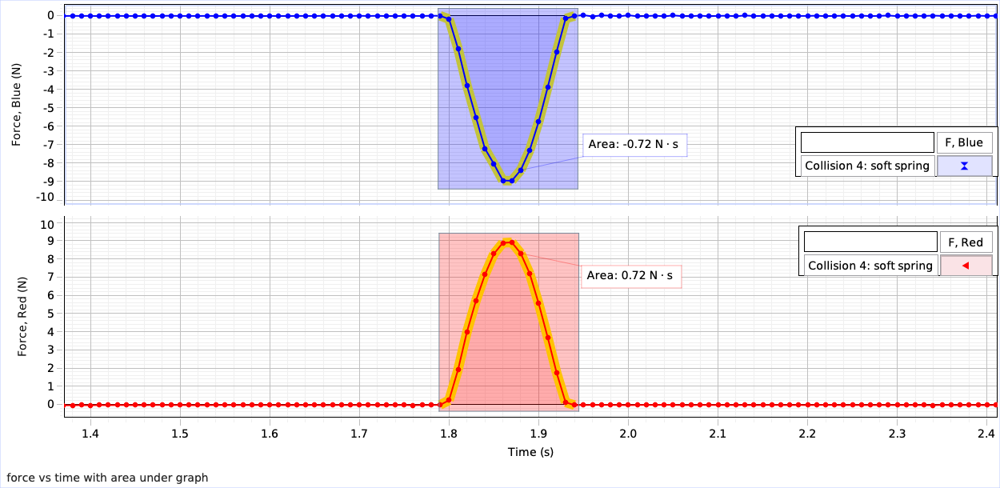 Force, Blue (N)
0
-1
-2
-3
-4
-5
-6
-7
-8
-9
-10
Area: -0.72 N · s
F, Blue
Collision 4: soft spring
Force, Red (N)
10
9
8
7
6
5
4
3
2
1
0
Area: 0.72 N · s
F, Red
Collision 4: soft spring
1.4 1.5 1.6 1.7 1.8 1.9 2.0 2.1 2.2 2.3 2.4
Time (s)
force vs time with area under graph